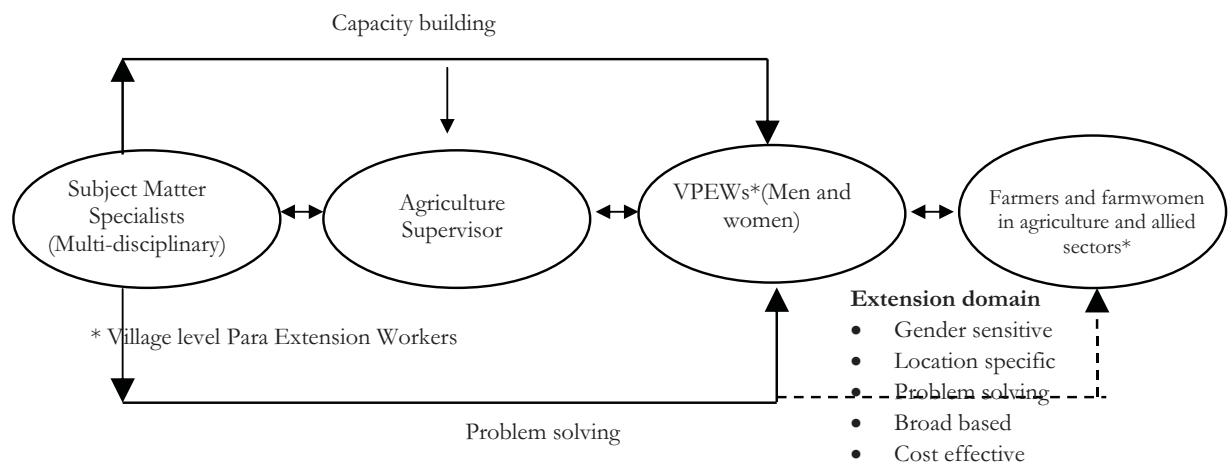 Capacity building
Subject Matter
Specialists
(Multi-disciplinary)
Agriculture
Supervisor
VPEWs*(Men and
women)
Farmers and farmwomen
in agriculture and allied
sectors*
* Village level Para Extension Workers
Extension domain
• Gender sensitive
• Location specific
• Problem solving
• Broad based
• Cost effective
Problem solving